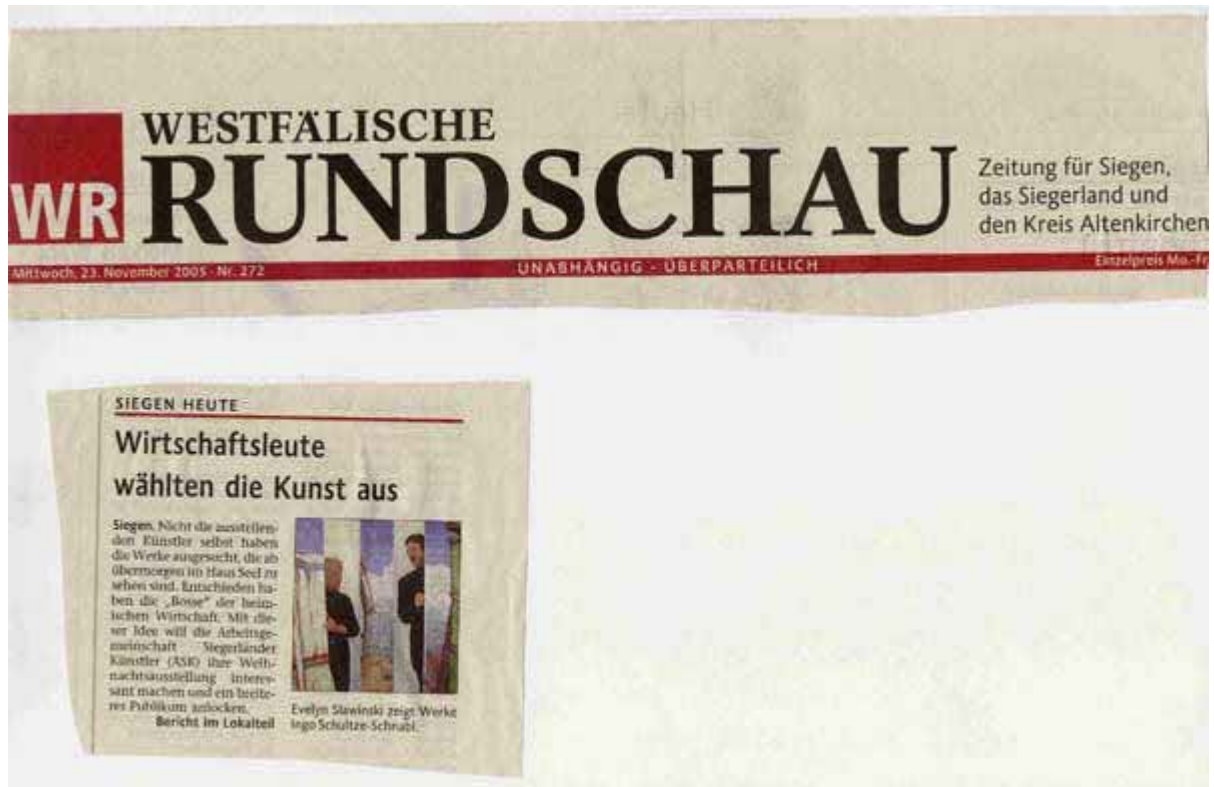 WR
WESTFÄLISCHE
RUNDSCHAU
Zeitung für Siegen,
das Siegerland und
den Kreis Altenkirchen
Mittwoch, 23. November 2005 · Nr. 272
UNABHÄNGIG - ÜBERPARTEILICH
Einzelpreis Mo.-Fr
SIEGEN HEUTE
Wirtschaftsleute
wählten die Kunst aus
Siegen. Nicht die ausstellen-
den Künstler selbst haben
die Werke ausgesucht, die ab
übermorgen im Haus Seel zu
sehen sind. Entschieden ha-
ben die „Bosse" der heim-
ischen Wirtschaft. Mit die-
ser Idee will die Arbeitsge-
meinschaft Siegerländer
Künstler (ASK) ihre Weih-
nachtsausstellung interes-
sant machen und ein breite-
res Publikum anlocken.
Bericht im Lokalteil
Evelyn Slawinski zeigt Werke
Ingo Schultze-Schnabl.